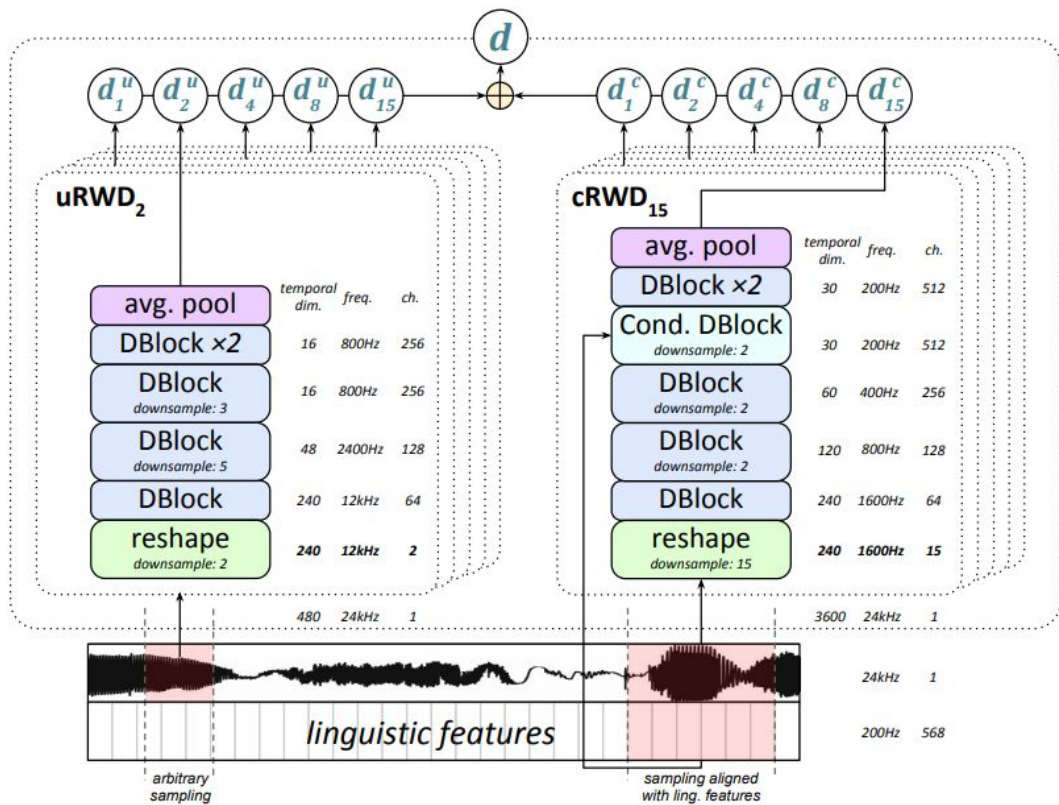 d
d₁ᵘ d₂ᵘ d₄ᵘ d₈ᵘ d₁₅ᵘ
d₁ᶜ d₂ᶜ d₄ᶜ d₈ᶜ d₁₅ᶜ
uRWD₂
avg. pool
temporal dim. freq. ch.
DBlock ×2 16 800Hz 256
DBlock 16 800Hz 256
downsample: 3
DBlock 48 2400Hz 128
downsample: 5
DBlock 240 12kHz 64
reshape 240 12kHz 2
downsample: 2
480 24kHz 1
cRWD₁₅
avg. pool
temporal dim. freq. ch.
DBlock ×2 30 200Hz 512
Cond. DBlock 30 200Hz 512
downsample: 2
DBlock 60 400Hz 256
downsample: 2
DBlock 120 800Hz 128
downsample: 2
DBlock 240 1600Hz 64
reshape 240 1600Hz 15
downsample: 15
3600 24kHz 1
24kHz 1
linguistic features 200Hz 568
arbitrary
sampling
sampling aligned
with ling. features